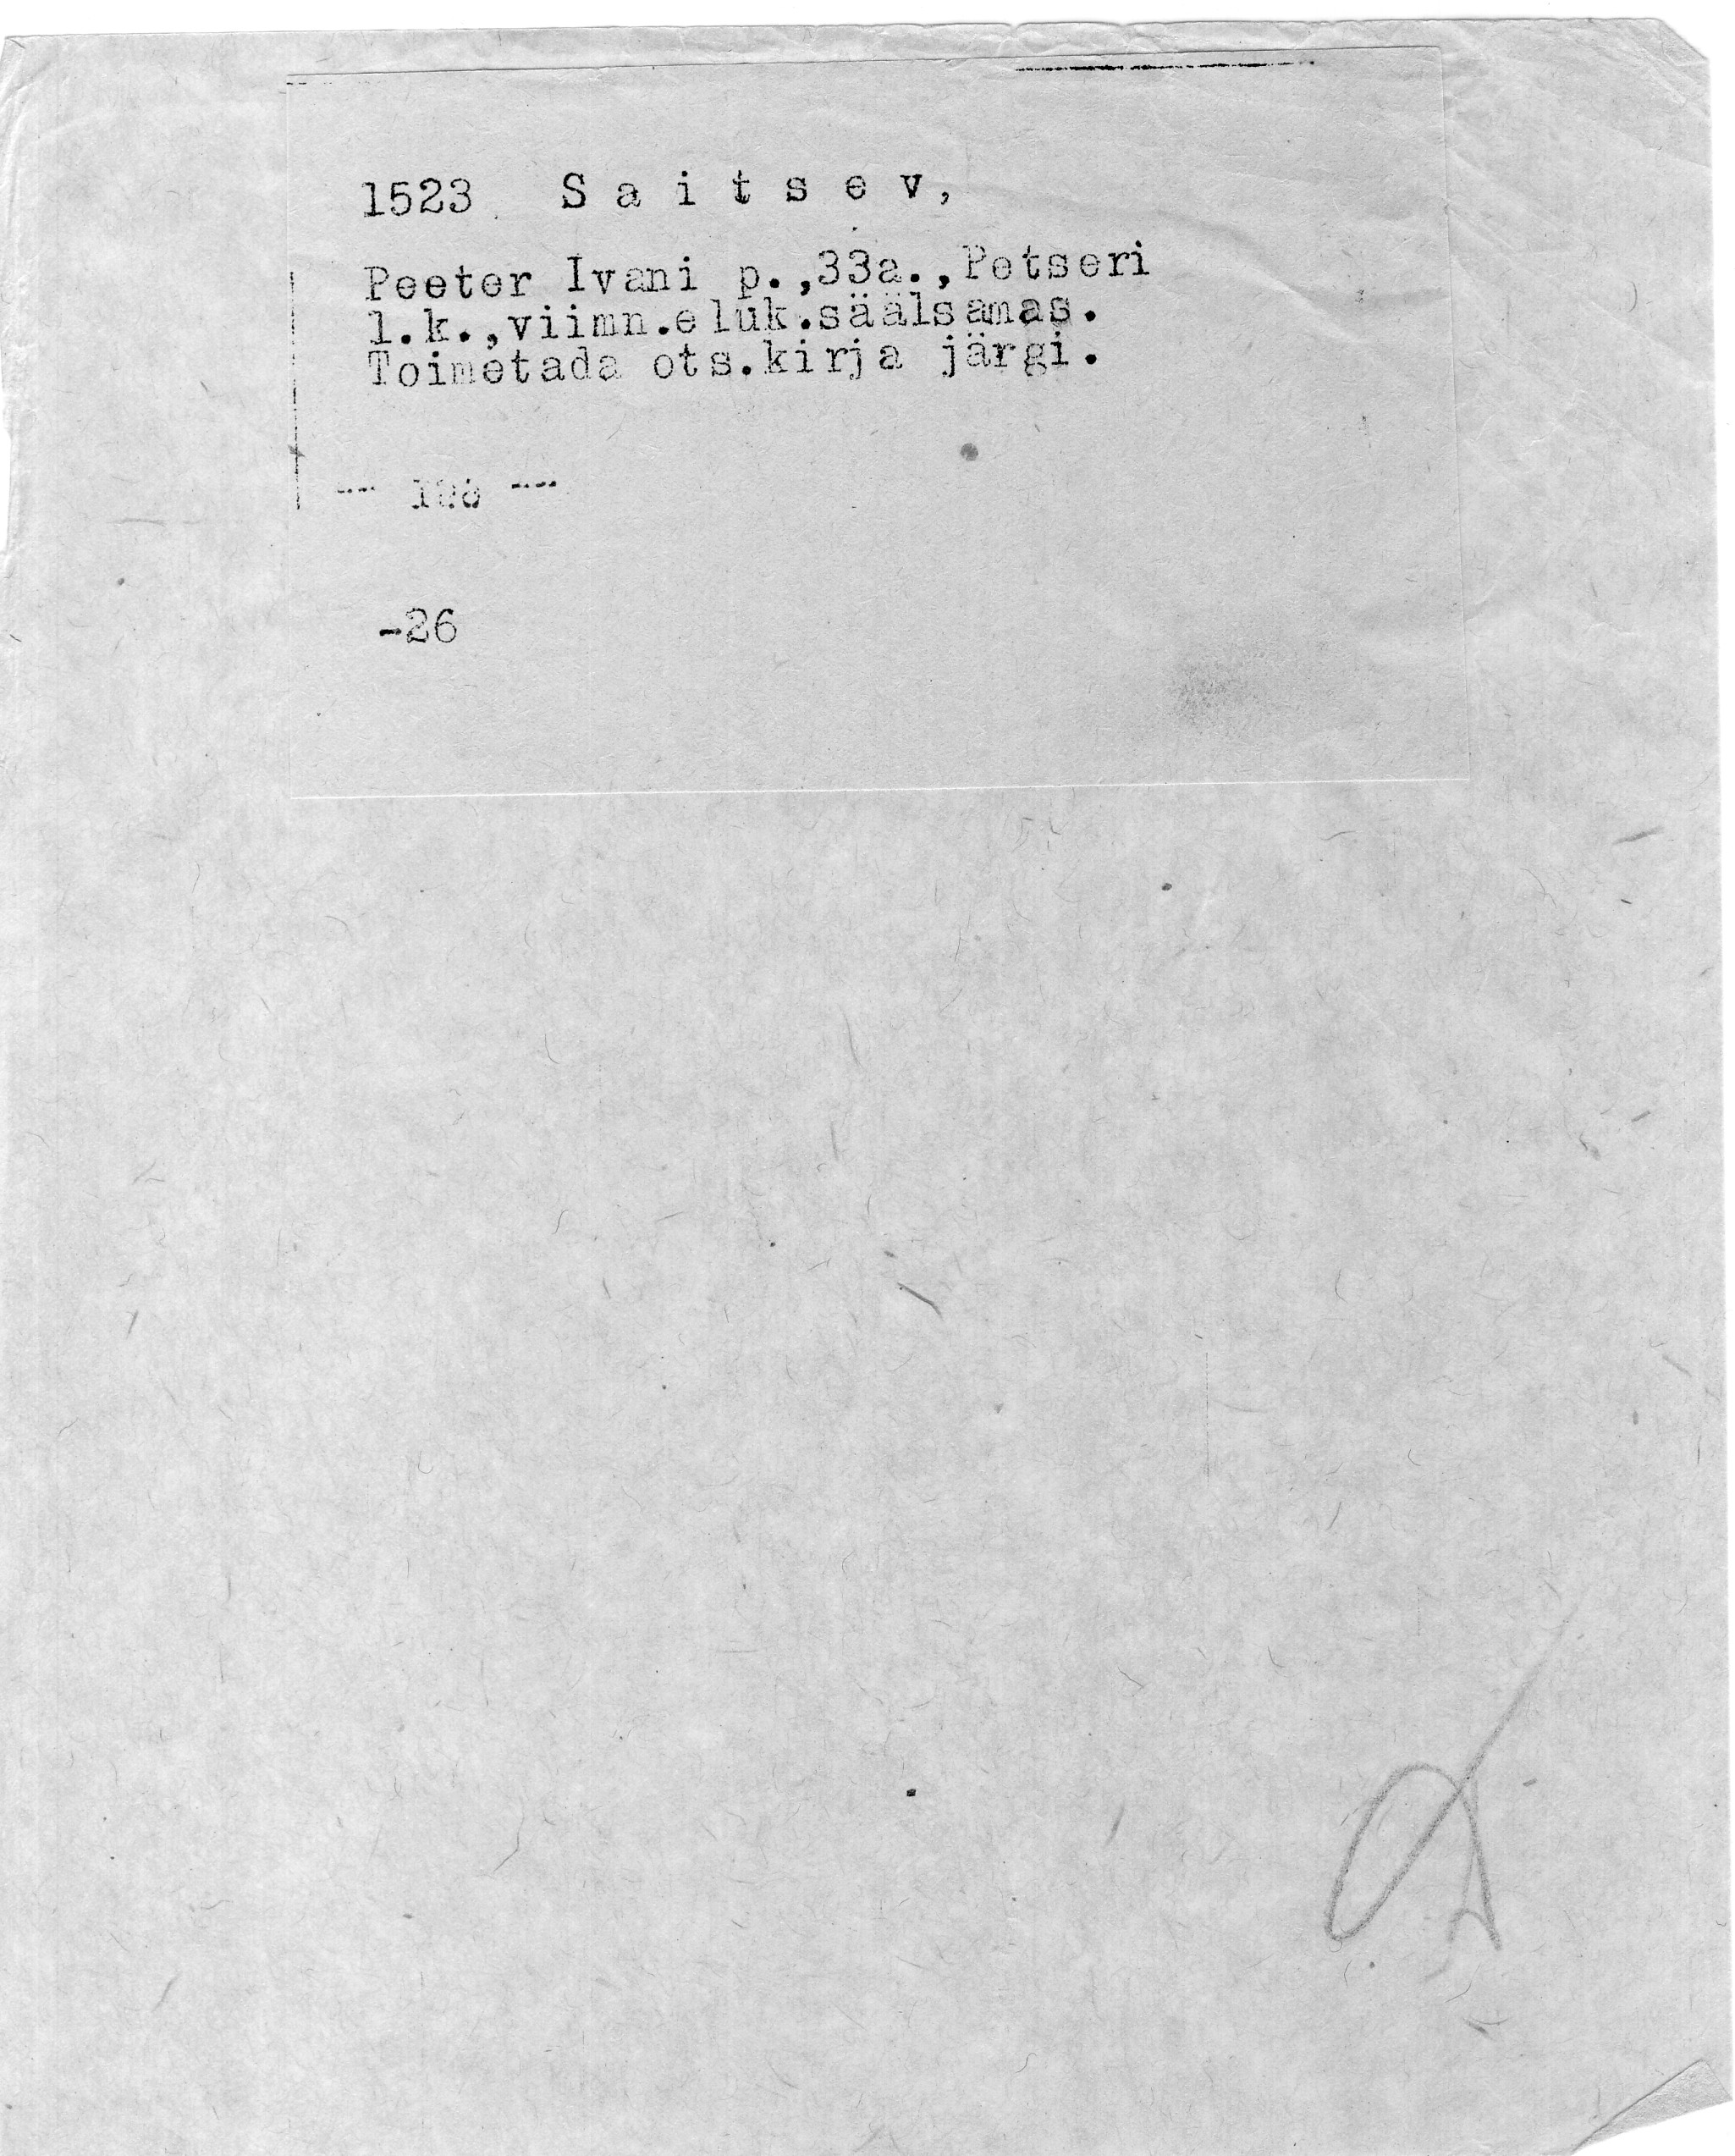 1523 S a i t s e v,
Peeter Ivani p.,33a.,Petseri
l.k.,viimn.eluk.säälsamas.
Toimetada ots.kirja järgi.
-26